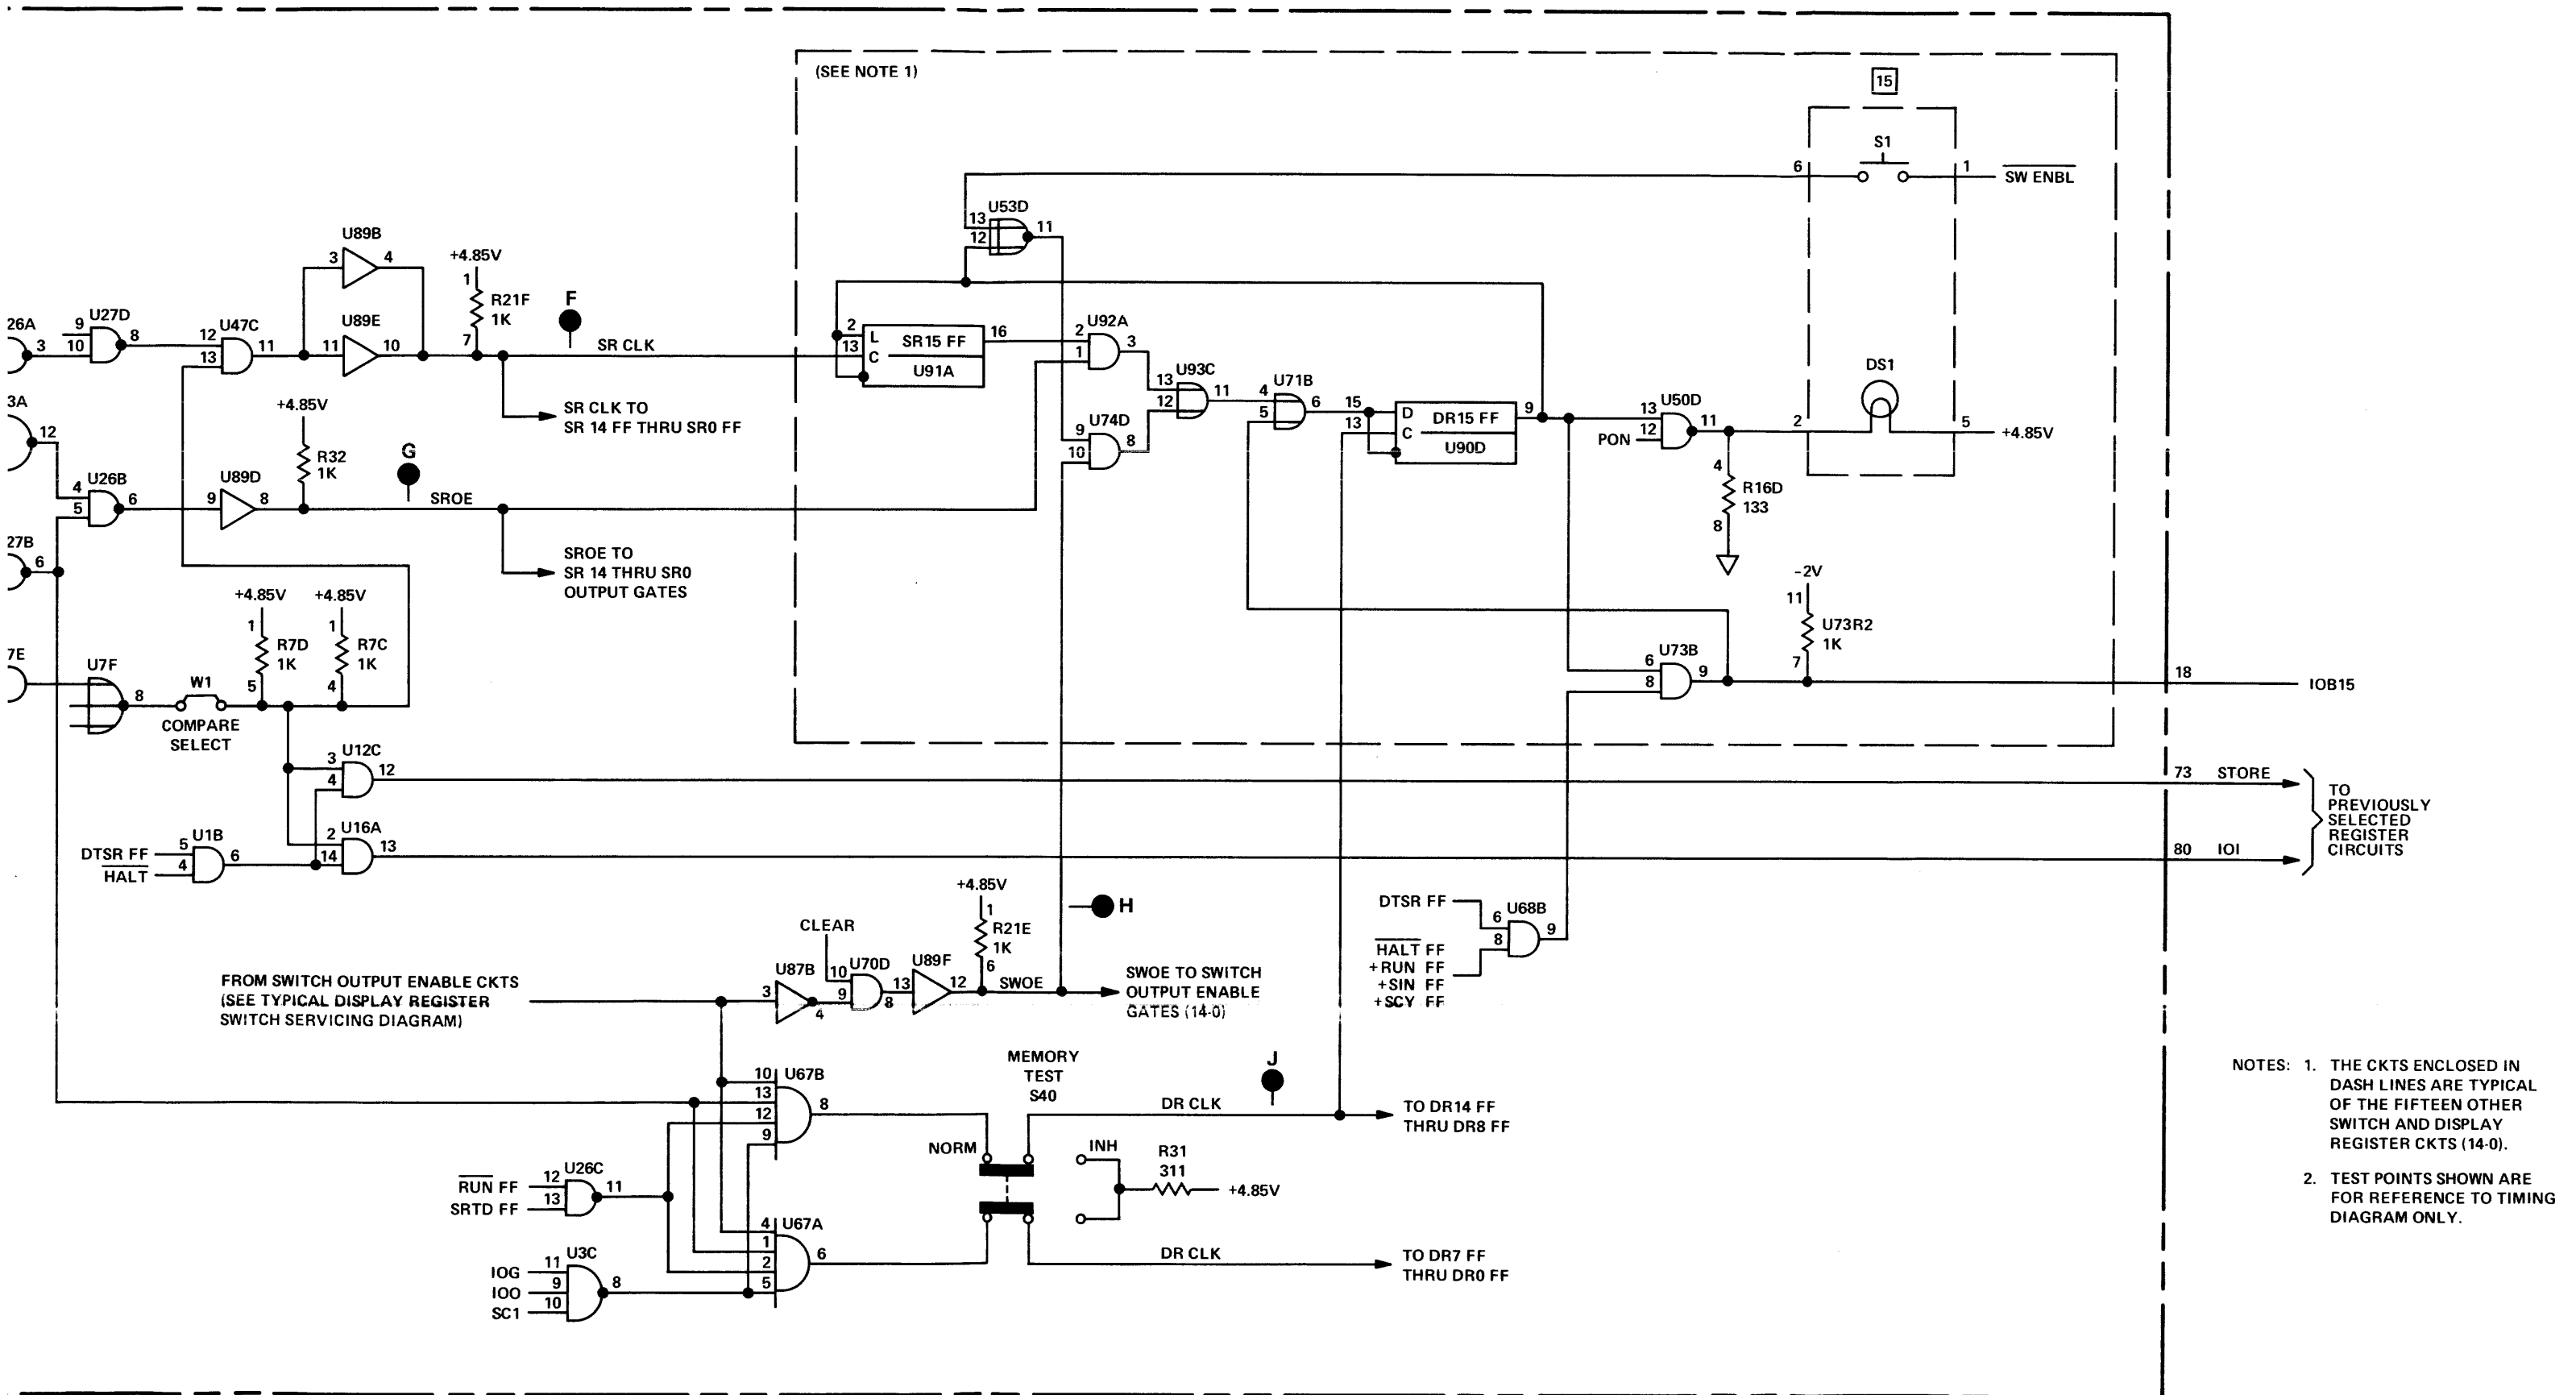 (SEE NOTE 1)
15
S1
6
1
SW ENBL
U53D
13
12
11
U89B
3
4
+4.85V
1
R21F
1K
7
F
26A
3
9
10
U27D
8
U47C
12
13
11
U89E
11
10
SR CLK
2
13
L
C
SR15 FF
U91A
16
U92A
2
1
3
U93C
13
12
11
U71B
4
5
6
15
13
D
C
DR15 FF
U90D
9
U50D
13
PON
12
11
2
DS1
5
+4.85V
SR CLK TO
SR 14 FF THRU SR0 FF
U74D
9
10
8
4
R16D
133
8
3A
12
+4.85V
R32
1K
G
U26B
4
5
6
U89D
9
8
SROE
SROE TO
SR 14 THRU SR0
OUTPUT GATES
27B
6
+4.85V
+4.85V
1
R7D
1K
5
1
R7C
1K
4
-2V
11
U73R2
1K
7
7E
U7F
8
W1
COMPARE
SELECT
U73B
6
8
9
18
IOB15
U12C
3
4
12
73
STORE
U1B
DTSR FF
5
HALT
4
6
U16A
2
14
13
80
IOI
TO
PREVIOUSLY
SELECTED
REGISTER
CIRCUITS
+4.85V
1
R21E
1K
6
H
CLEAR
U87B
3
4
U70D
10
9
8
U89F
13
12
SWOE
SWOE TO SWITCH
OUTPUT ENABLE
GATES (14-0)
DTSR FF
6
8
U68B
9
HALT FF
+RUN FF
+SIN FF
+SCY FF
FROM SWITCH OUTPUT ENABLE CKTS
(SEE TYPICAL DISPLAY REGISTER
SWITCH SERVICING DIAGRAM)
U67B
10
13
12
9
8
MEMORY
TEST
S40
J
DR CLK
TO DR14 FF
THRU DR8 FF
NORM
INH
R31
311
+4.85V
RUN FF
12
SRTD FF
13
U26C
11
U67A
4
1
2
5
6
DR CLK
TO DR7 FF
THRU DR0 FF
IOG
11
IOO
9
SC1
10
U3C
8
NOTES: 1. THE CKTS ENCLOSED IN
DASH LINES ARE TYPICAL
OF THE FIFTEEN OTHER
SWITCH AND DISPLAY
REGISTER CKTS (14-0).
2. TEST POINTS SHOWN ARE
FOR REFERENCE TO TIMING
DIAGRAM ONLY.